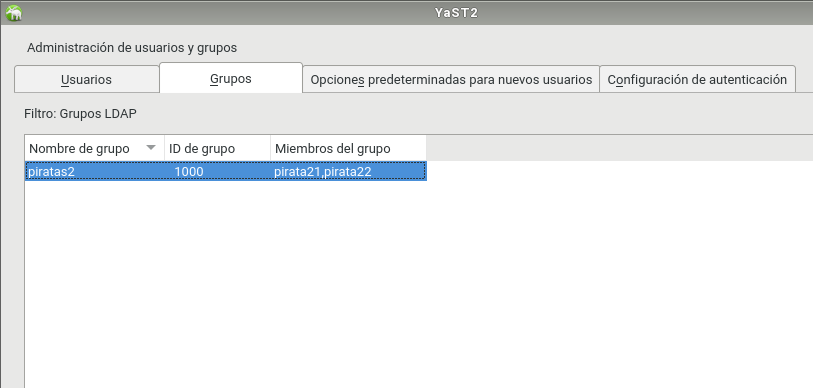 YaST2
Administración de usuarios y grupos
Usuarios Grupos Opciones predeterminadas para nuevos usuarios Configuración de autenticación
Filtro: Grupos LDAP
Nombre de grupo ID de grupo Miembros del grupo
piratas2 1000 pirata21,pirata22